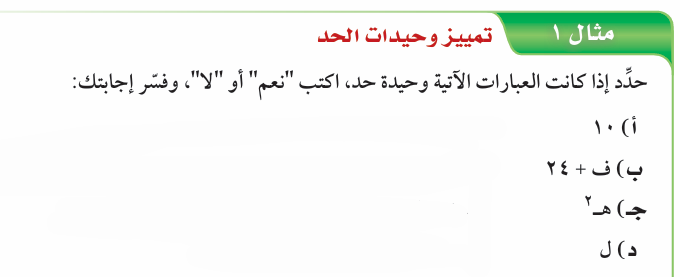 مثال ١ تمييز وحيدات الحد
حدِّد إذا كانت العبارات الآتية وحيدة حد، اكتب "نعم" أو "لا"، وفسّر إجابتك:
أ) ١٠
ب) ف + ٢٤
جـ) هـ٢
د) ل